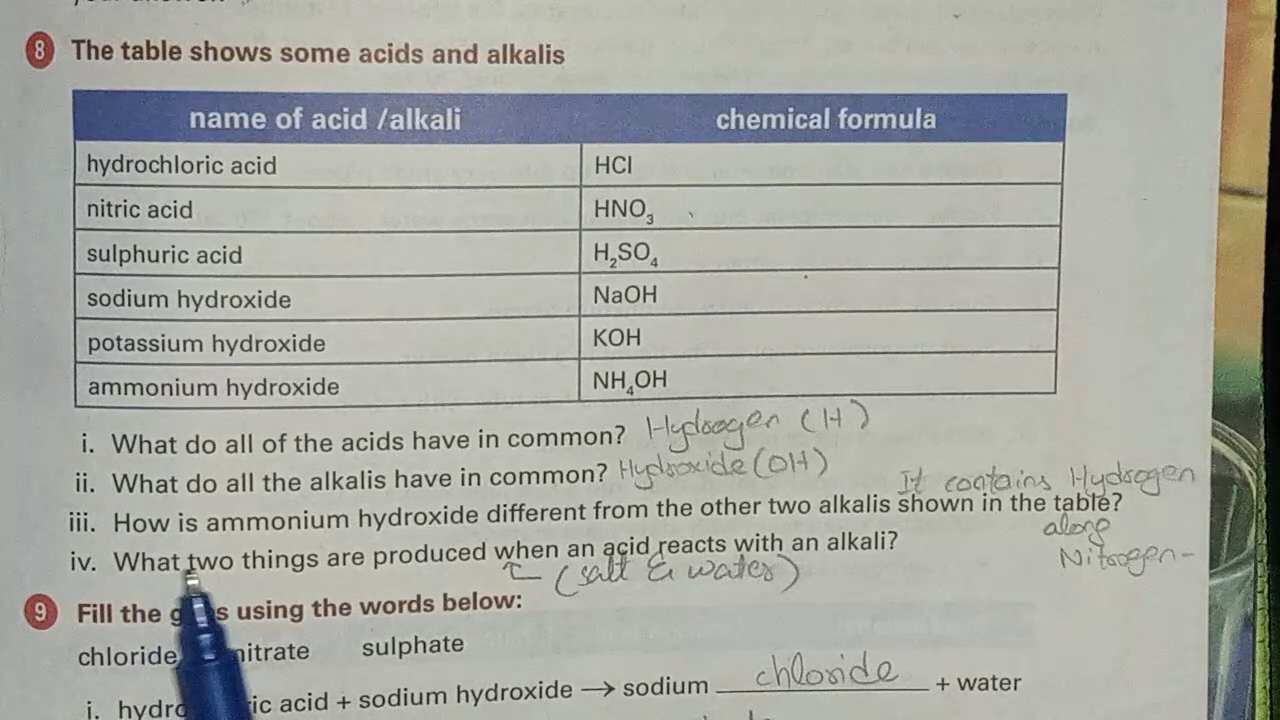 8 The table shows some acids and alkalis
name of acid /alkali chemical formula
hydrochloric acid HCl
nitric acid HNO₃
sulphuric acid H₂SO₄
sodium hydroxide NaOH
potassium hydroxide KOH
ammonium hydroxide NH₄OH
i. What do all of the acids have in common? Hydrogen (H)
ii. What do all the alkalis have in common? Hydroxide (OH)
It contains Hydrogen
iii. How is ammonium hydroxide different from the other two alkalis shown in the table?
along
Nitrogen-
iv. What two things are produced when an acid reacts with an alkali?
(salt & water)
9 Fill the using the words below:
chloride nitrate sulphate
i. acid + sodium hydroxide → sodium chloride + water